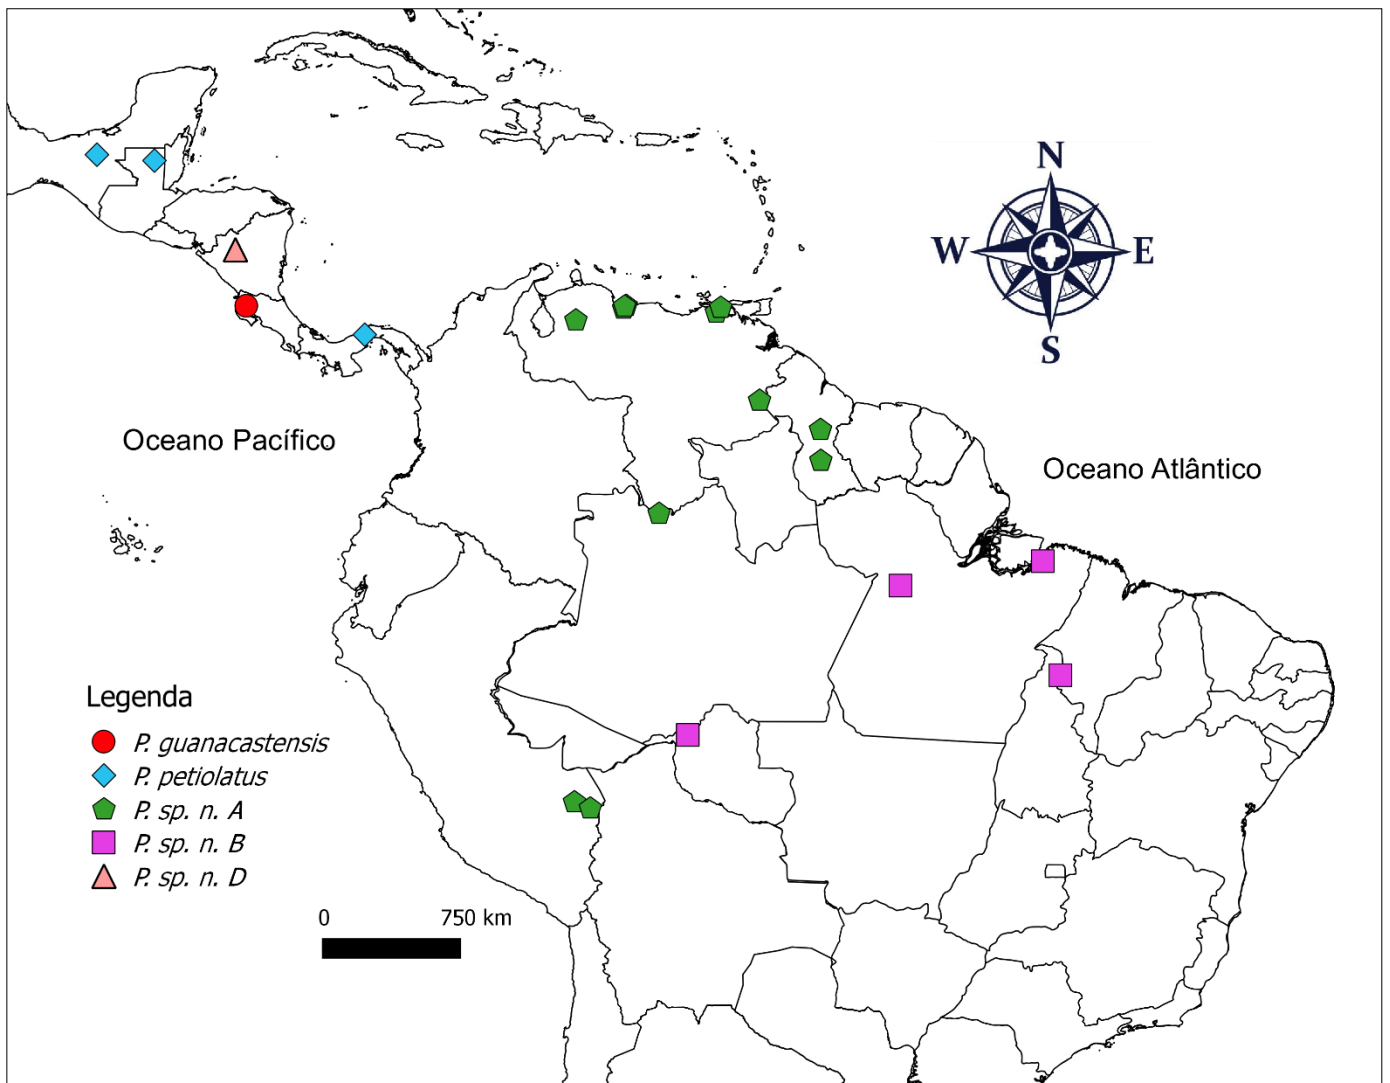 N
W
E
S
Oceano Pacífico
Oceano Atlântico
Legenda
P. guanacastensis
P. petiolatus
P. sp. n. A
P. sp. n. B
P. sp. n. D
0 750 km